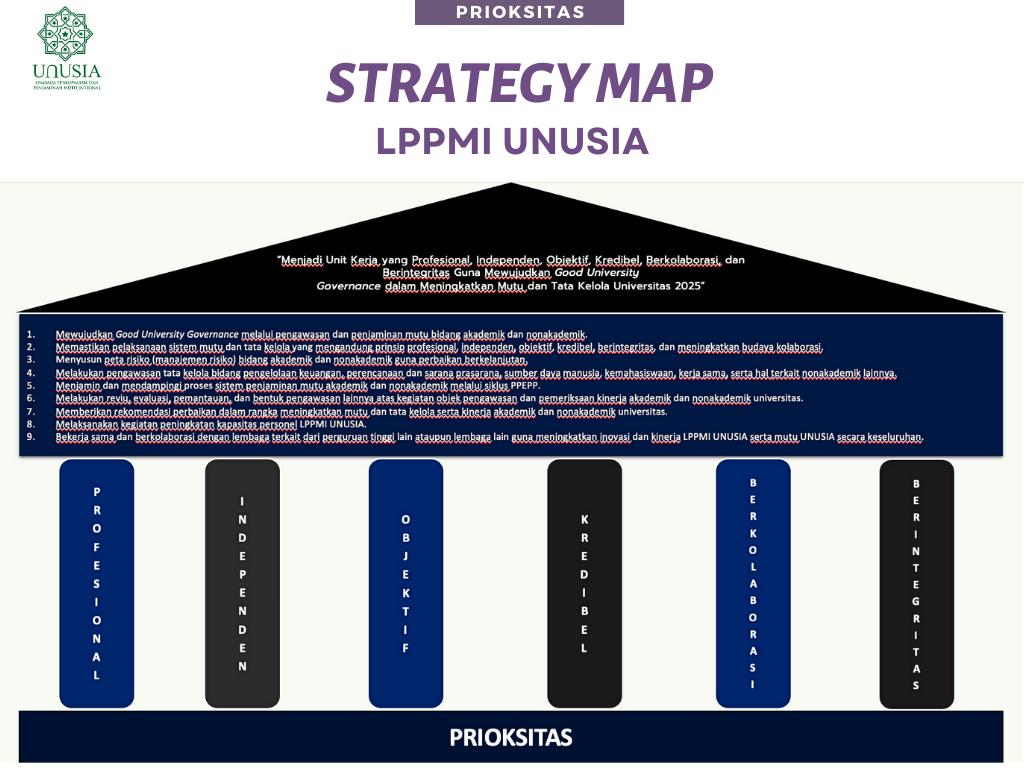 PRIOKSITAS
UNUSIA
LEMBAGA PENGAWASAN DAN
PENJAMINAN MUTU INTERNAL
STRATEGY MAP
LPPMI UNUSIA
"Menjadi Unit Kerja yang Profesional, Independen, Objektif, Kredibel, Berkolaborasi, dan
Berintegritas Guna Mewujudkan Good University
Governance dalam Meningkatkan Mutu dan Tata Kelola Universitas 2025"
1. Mewujudkan Good University Governance melalui pengawasan dan penjaminan mutu bidang akademik dan nonakademik.
2. Memastikan pelaksanaan sistem mutu dan tata kelola yang mengandung prinsip profesional, independen, objektif, kredibel, berintegritas, dan meningkatkan budaya kolaborasi.
3. Menyusun peta risiko (manajemen risiko) bidang akademik dan nonakademik guna perbaikan berkelanjutan.
4. Melakukan pengawasan tata kelola bidang pengelolaan keuangan, perencanaan dan sarana prasarana, sumber daya manusia, kemahasiswaan, kerja sama, serta hal terkait nonakademik lainnya.
5. Menjamin dan mendampingi proses sistem penjaminan mutu akademik dan nonakademik melalui siklus PPEPP.
6. Melakukan reviu, evaluasi, pemantauan, dan bentuk pengawasan lainnya atas kegiatan objek pengawasan dan pemeriksaan kinerja akademik dan nonakademik universitas.
7. Memberikan rekomendasi perbaikan dalam rangka meningkatkan mutu dan tata kelola serta kinerja akademik dan nonakademik universitas.
8. Melaksanakan kegiatan peningkatan kapasitas personel LPPMI UNUSIA.
9. Bekerja sama dan berkolaborasi dengan lembaga terkait dari perguruan tinggi lain ataupun lembaga lain guna meningkatkan inovasi dan kinerja LPPMI UNUSIA serta mutu UNUSIA secara keseluruhan.
PROFESIONAL
INDEPENDEN
OBJEKTIF
KREDIBEL
BERKOLABORASI
BERINTEGRITAS
PRIOKSITAS